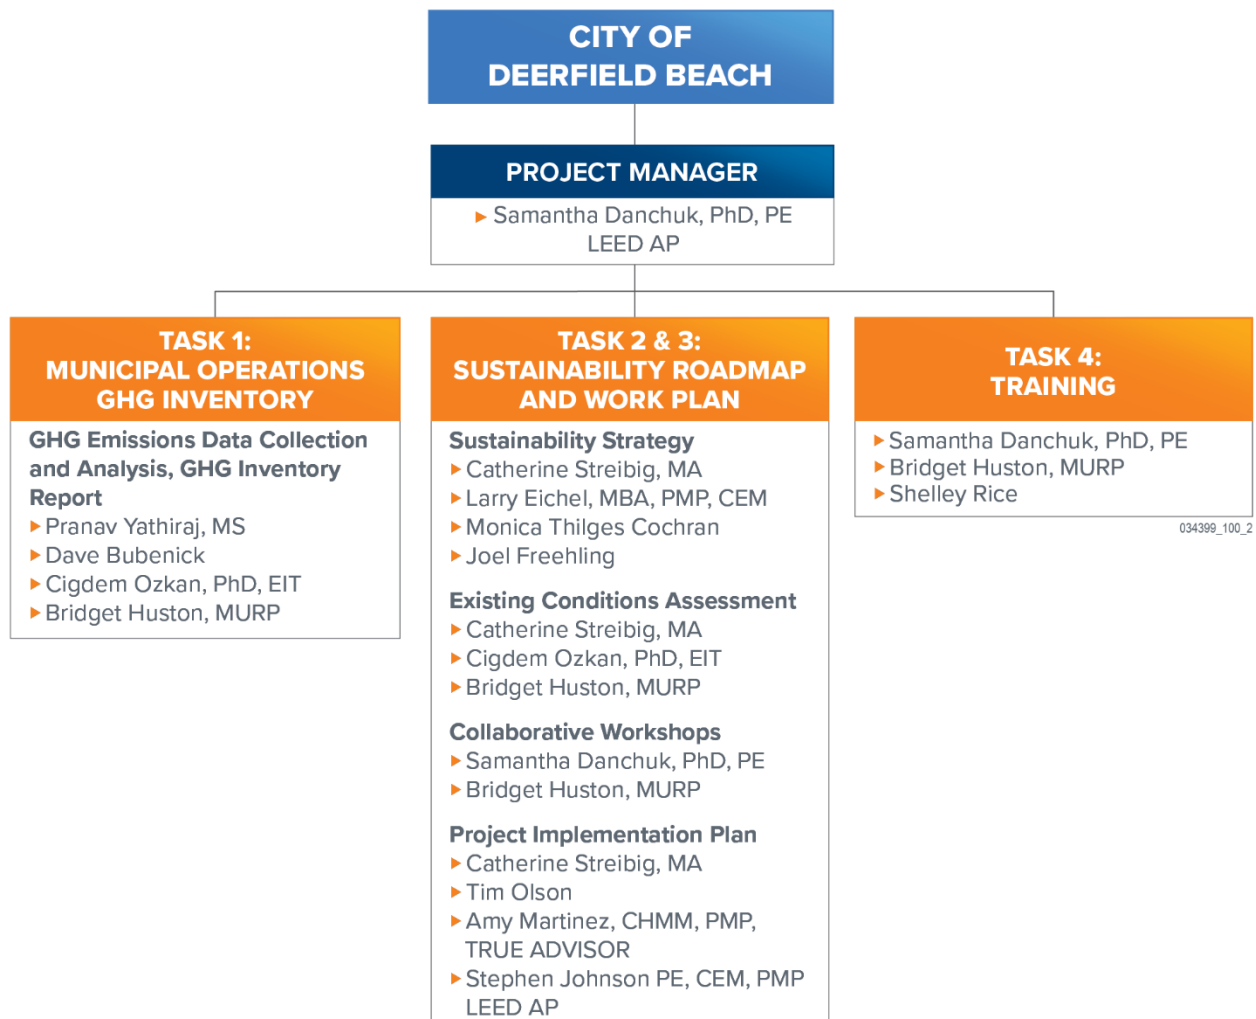 CITY OF
DEERFIELD BEACH
PROJECT MANAGER
Samantha Danchuk, PhD, PE
LEED AP
TASK 1:
MUNICIPAL OPERATIONS
GHG INVENTORY
GHG Emissions Data Collection
and Analysis, GHG Inventory
Report
Pranav Yathiraj, MS
Dave Bubenick
Cigdem Ozkan, PhD, EIT
Bridget Huston, MURP
TASK 2 & 3:
SUSTAINABILITY ROADMAP
AND WORK PLAN
Sustainability Strategy
Catherine Streibig, MA
Larry Eichel, MBA, PMP, CEM
Monica Thilges Cochran
Joel Freehling
Existing Conditions Assessment
Catherine Streibig, MA
Cigdem Ozkan, PhD, EIT
Bridget Huston, MURP
Collaborative Workshops
Samantha Danchuk, PhD, PE
Bridget Huston, MURP
Project Implementation Plan
Catherine Streibig, MA
Tim Olson
Amy Martinez, CHMM, PMP,
TRUE ADVISOR
Stephen Johnson PE, CEM, PMP
LEED AP
TASK 4:
TRAINING
Samantha Danchuk, PhD, PE
Bridget Huston, MURP
Shelley Rice
034399_100_2